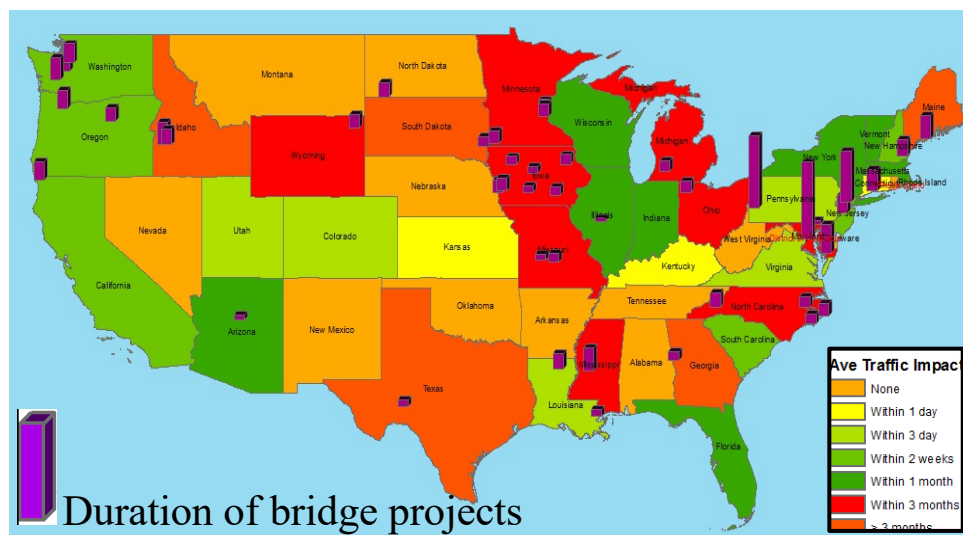 Washington
Montana
North Dakota
Minnesota
Michigan
Maine
Vermont
New Hampshire
Wisconsin
Oregon
Idaho
South Dakota
Wyoming
Michigan
New York
Massachusetts
Rhode Island
Iowa
Nebraska
Pennsylvania
New Jersey
Nevada
Utah
Colorado
Illinois
Indiana
Ohio
Kansas
West Virginia
Virginia
Kentucky
California
Arizona
New Mexico
Oklahoma
Arkansas
Tennessee
North Carolina
South Carolina
Mississippi
Alabama
Georgia
Texas
Louisiana
Florida
Ave Traffic Impact
None
Within 1 day
Within 3 day
Within 2 weeks
Within 1 month
Within 3 months
> 3 months
Duration of bridge projects